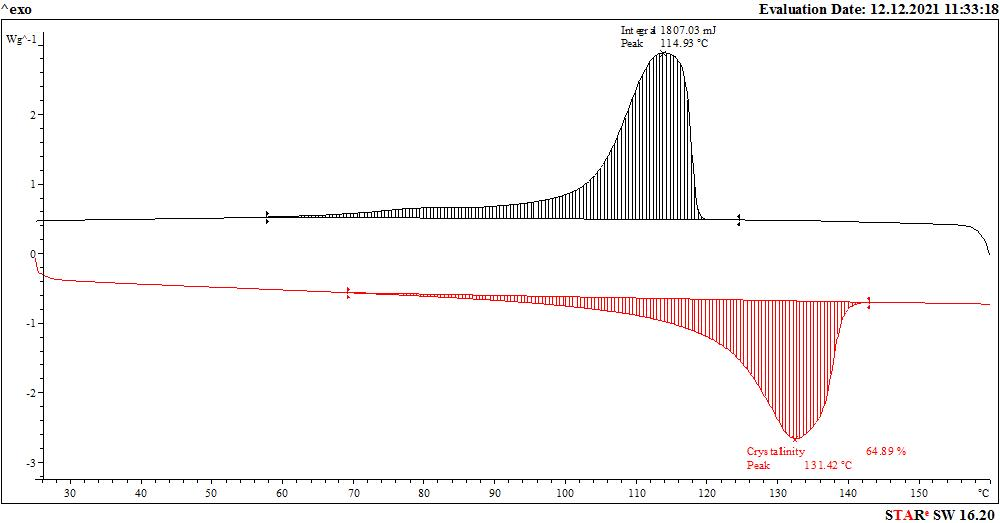 ^exo Evaluation Date: 12.12.2021 11:33:18
Wg^-1
Integral 1807.03 mJ
Peak 114.93 °C
2
1
0
-1
-2
-3
Crystallinity 64.89 %
Peak 131.42 °C
30 40 50 60 70 80 90 100 110 120 130 140 150 °C
STARe SW 16.20